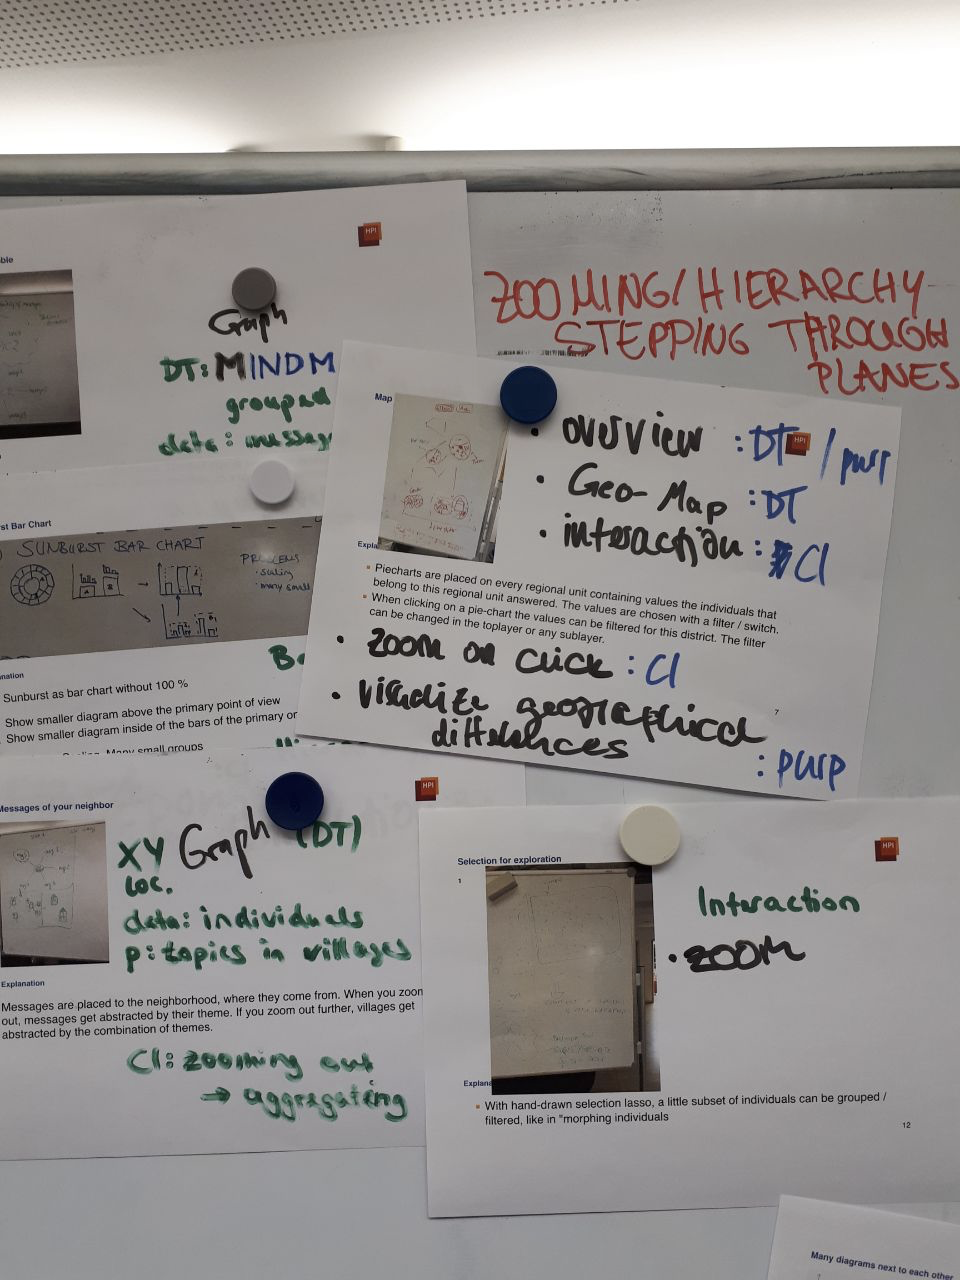 ZOOMING/HIERARCHY
STEPPING THROUGH
PLANES
HPI
Graph
DT: MINDM
grouped
data: messag
Map
• overview : DT / purp
HPI
• Geo-Map : DT
• interaction : CI
Expla
Piecharts are placed on every regional unit containing values the individuals that
belong to this regional unit answered. The values are chosen with a filter / switch.
When clicking on a pie-chart the values can be filtered for this district. The filter
can be changed in the toplayer or any sublayer.
• zoom on click : CI
• visualize geographical
differences
: purp
7
rst Bar Chart
SUNBURST BAR CHART
PROBLEMS
• scaling
• many small
A
B
nation
Sunburst as bar chart without 100 %
Show smaller diagram above the primary point of view
Show smaller diagram inside of the bars of the primary
Many small groups
Messages of your neighbor
HPI
XY Graph (DT)
Loc.
data: individuals
p: topics in villages
Explanation
Messages are placed to the neighborhood, where they come from. When you zoom
out, messages get abstracted by their theme. If you zoom out further, villages get
abstracted by the combination of themes.
CI: zooming out
→ aggregating
Selection for exploration
HPI
1
Interaction
• ZOOM
Explana
With hand-drawn selection lasso, a little subset of individuals can be grouped /
filtered, like in "morphing individuals
12
Many diagrams next to each other